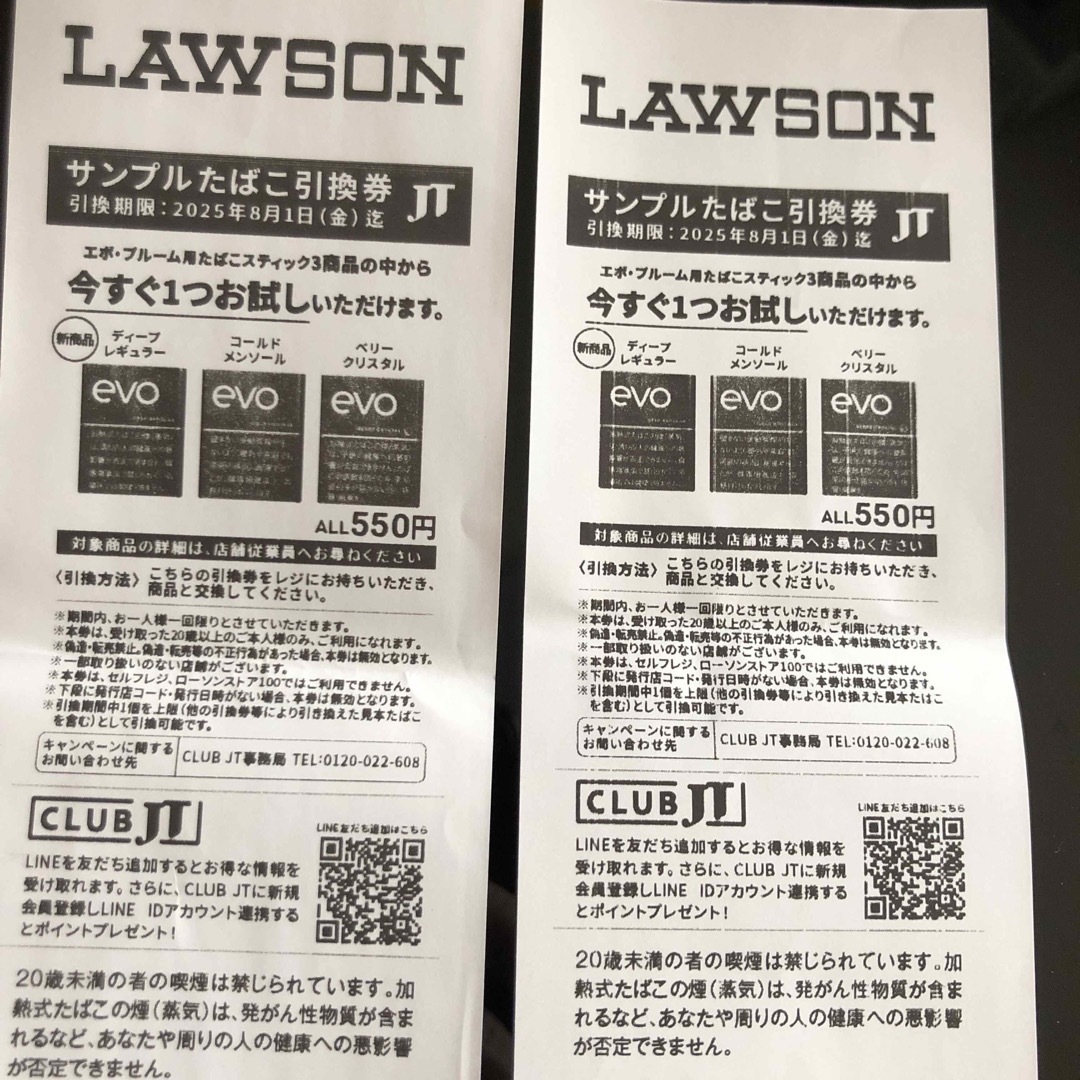 LAWSON
サンプルたばこ引換券 JT
引換期限：2025年8月1日(金)迄
エボ・プルーム用たばこスティック3商品の中から
今すぐ1つお試しいただけます。
新商品
ディープ
レギュラー
コールド
メンソール
ベリー
クリスタル
evo
evo
evo
ALL550円
対象商品の詳細は、店舗従業員へお尋ねください
〈引換方法〉こちらの引換券をレジにお持ちいただき、
商品と交換してください。
※期間内、お一人様一回限りとさせていただきます。
※本券は、受け取った20歳以上のご本人様のみ、ご利用になれます。
※偽造・転売禁止。偽造・転売等の不正行為があった場合、本券は無効となります。
※一部取り扱いのない店舗がございます。
※本券は、セルフレジ、ローソンストア100ではご利用できません。
※下段に発行店コード・発行日時がない場合、本券は無効となります。
※引換期間中1個を上限(他の引換券等により引き換えた見本たばこ
を含む)として引換可能です。
キャンペーンに関する
お問い合わせ先
CLUB JT事務局 TEL:0120-022-608
CLUB JT
LINE友だち追加はこちら
LINEを友だち追加するとお得な情報を
受け取れます。さらに、CLUB JTに新規
会員登録しLINE IDアカウント連携する
とポイントプレゼント!
20歳未満の者の喫煙は禁じられています。加
熱式たばこの煙(蒸気)は、発がん性物質が含ま
れるなど、あなたや周りの人の健康への悪影響
が否定できません。
LAWSON
サンプルたばこ引換券 JT
引換期限：2025年8月1日(金)迄
エボ・プルーム用たばこスティック3商品の中から
今すぐ1つお試しいただけます。
新商品
ディープ
レギュラー
コールド
メンソール
ベリー
クリスタル
evo
evo
evo
ALL550円
対象商品の詳細は、店舗従業員へお尋ねください
〈引換方法〉こちらの引換券をレジにお持ちいただき、
商品と交換してください。
※期間内、お一人様一回限りとさせていただきます。
※本券は、受け取った20歳以上のご本人様のみ、ご利用になれます。
※偽造・転売禁止。偽造・転売等の不正行為があった場合、本券は無効となります。
※一部取り扱いのない店舗がございます。
※本券は、セルフレジ、ローソンストア100ではご利用できません。
※下段に発行店コード・発行日時がない場合、本券は無効となります。
※引換期間中1個を上限(他の引換券等により引き換えた見本たばこ
を含む)として引換可能です。
キャンペーンに関する
お問い合わせ先
CLUB JT事務局 TEL:0120-022-608
CLUB JT
LINE友だち追加はこちら
LINEを友だち追加するとお得な情報を
受け取れます。さらに、CLUB JTに新規
会員登録しLINE IDアカウント連携する
とポイントプレゼント!
20歳未満の者の喫煙は禁じられています。加
熱式たばこの煙(蒸気)は、発がん性物質が含ま
れるなど、あなたや周りの人の健康への悪影響
が否定できません。